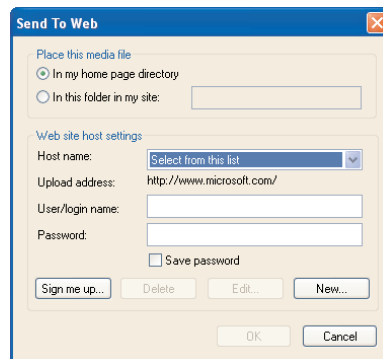 Send To Web
Place this media file
In my home page directory
In this folder in my site:
Web site host settings
Host name: Select from this list
Upload address: http://www.microsoft.com/
User/login name:
Password:
Save password
Sign me up... Delete Edit... New...
OK Cancel